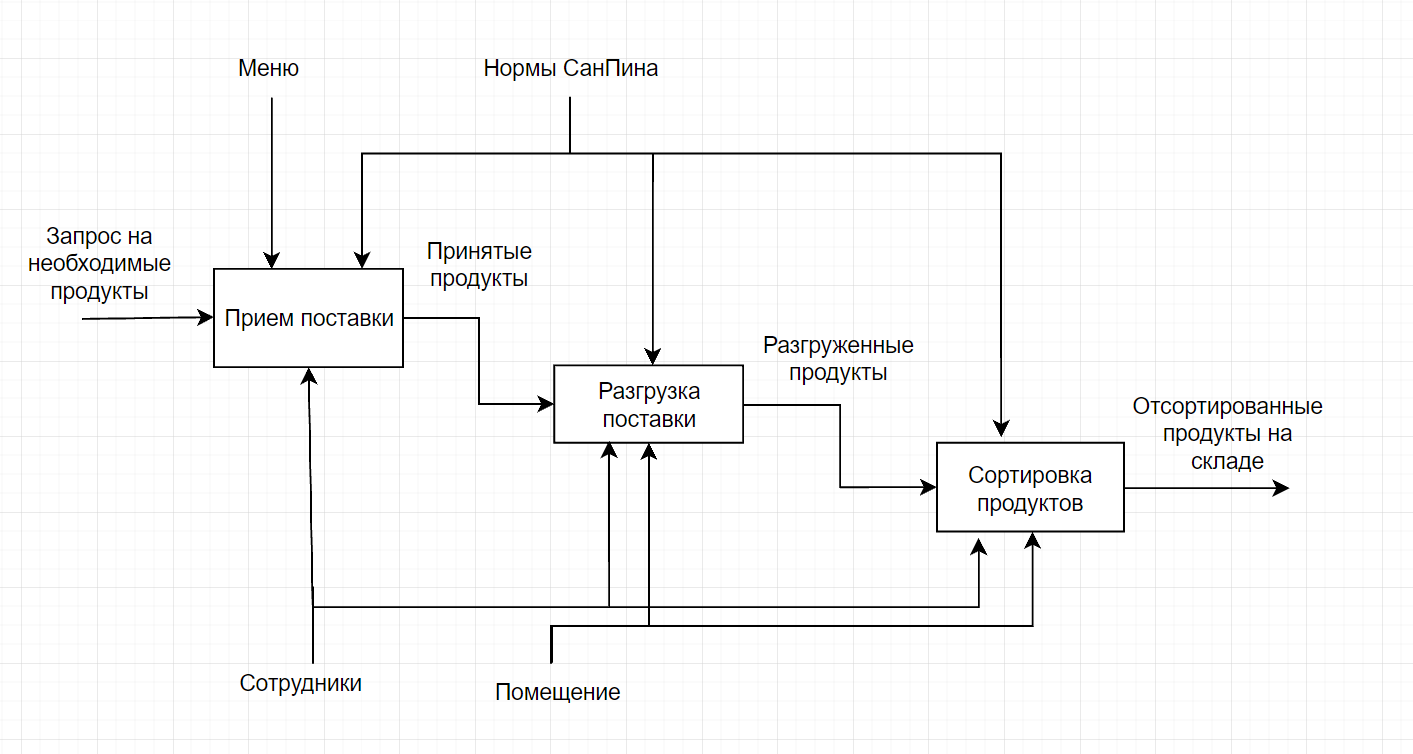 Меню
Нормы СанПина
Запрос на
необходимые
продукты
Принятые
продукты
Прием поставки
Разгруженные
продукты
Разгрузка
поставки
Отсортированные
продукты на
складе
Сортировка
продуктов
Сотрудники
Помещение